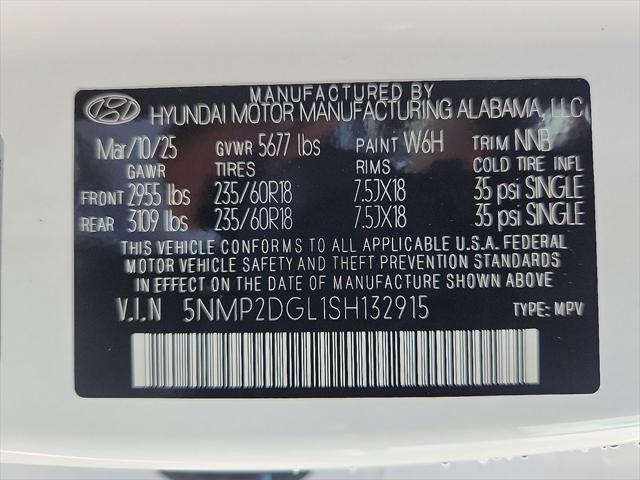 MANUFACTURED BY
HYUNDAI MOTOR MANUFACTURING ALABAMA, LLC
Mar/10/25 GVWR 5677 lbs PAINT W6H TRIM NNB
GAWR TIRES RIMS COLD TIRE INFL
FRONT 2955 lbs 235/60R18 7.5JX18 35 psi SINGLE
REAR 3109 lbs 235/60R18 7.5JX18 35 psi SINGLE
THIS VEHICLE CONFORMS TO ALL APPLICABLE U.S.A. FEDERAL
MOTOR VEHICLE SAFETY AND THEFT PREVENTION STANDARDS
IN EFFECT ON THE DATE OF MANUFACTURE SHOWN ABOVE.
V.I.N 5NMP2DGL1SH132915 TYPE: MPV